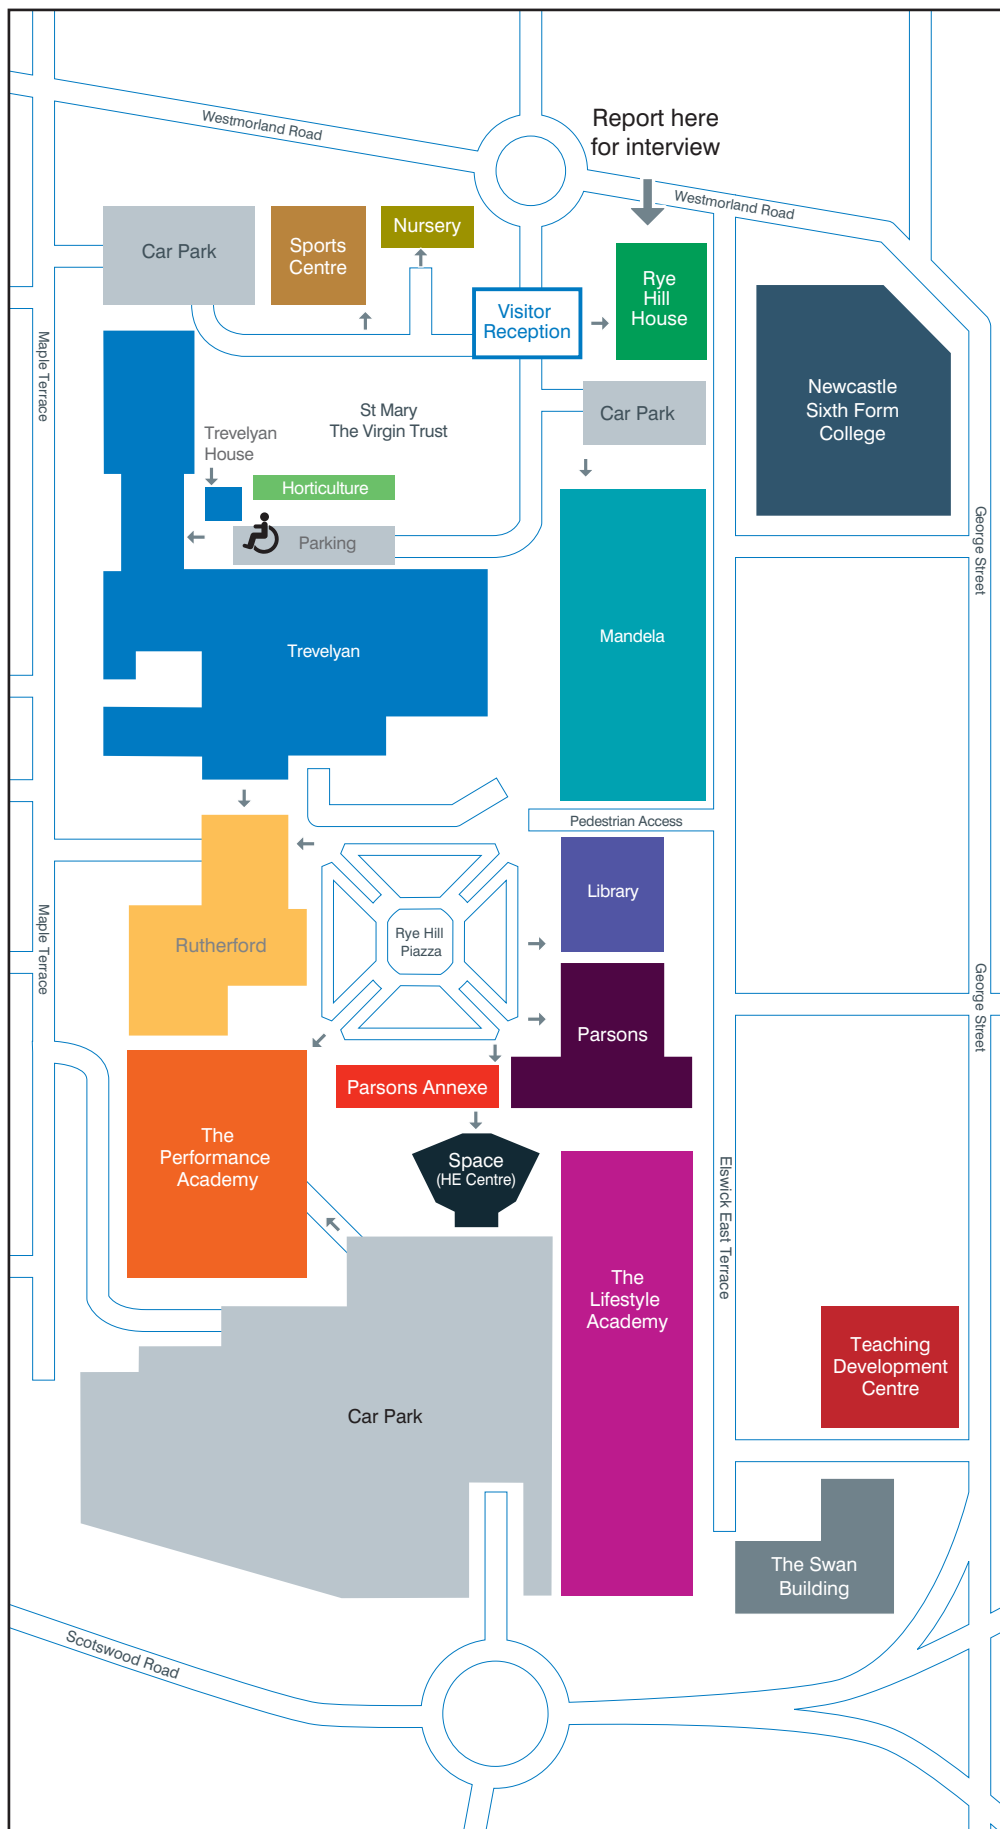 Report here
for interview
Westmorland Road
Westmorland Road
Car Park
Sports
Centre
Nursery
Visitor
Reception
Rye
Hill
House
Maple Terrace
Newcastle
Sixth Form
College
St Mary
The Virgin Trust
Car Park
Trevelyan
House
Horticulture
Parking
George Street
Trevelyan
Mandela
Pedestrian Access
Library
Rye Hill
Piazza
Rutherford
Maple Terrace
George Street
Parsons
Parsons Annexe
The
Performance
Academy
Space
(HE Centre)
Elswick East Terrace
The
Lifestyle
Academy
Teaching
Development
Centre
Car Park
The Swan
Building
Scotswood Road